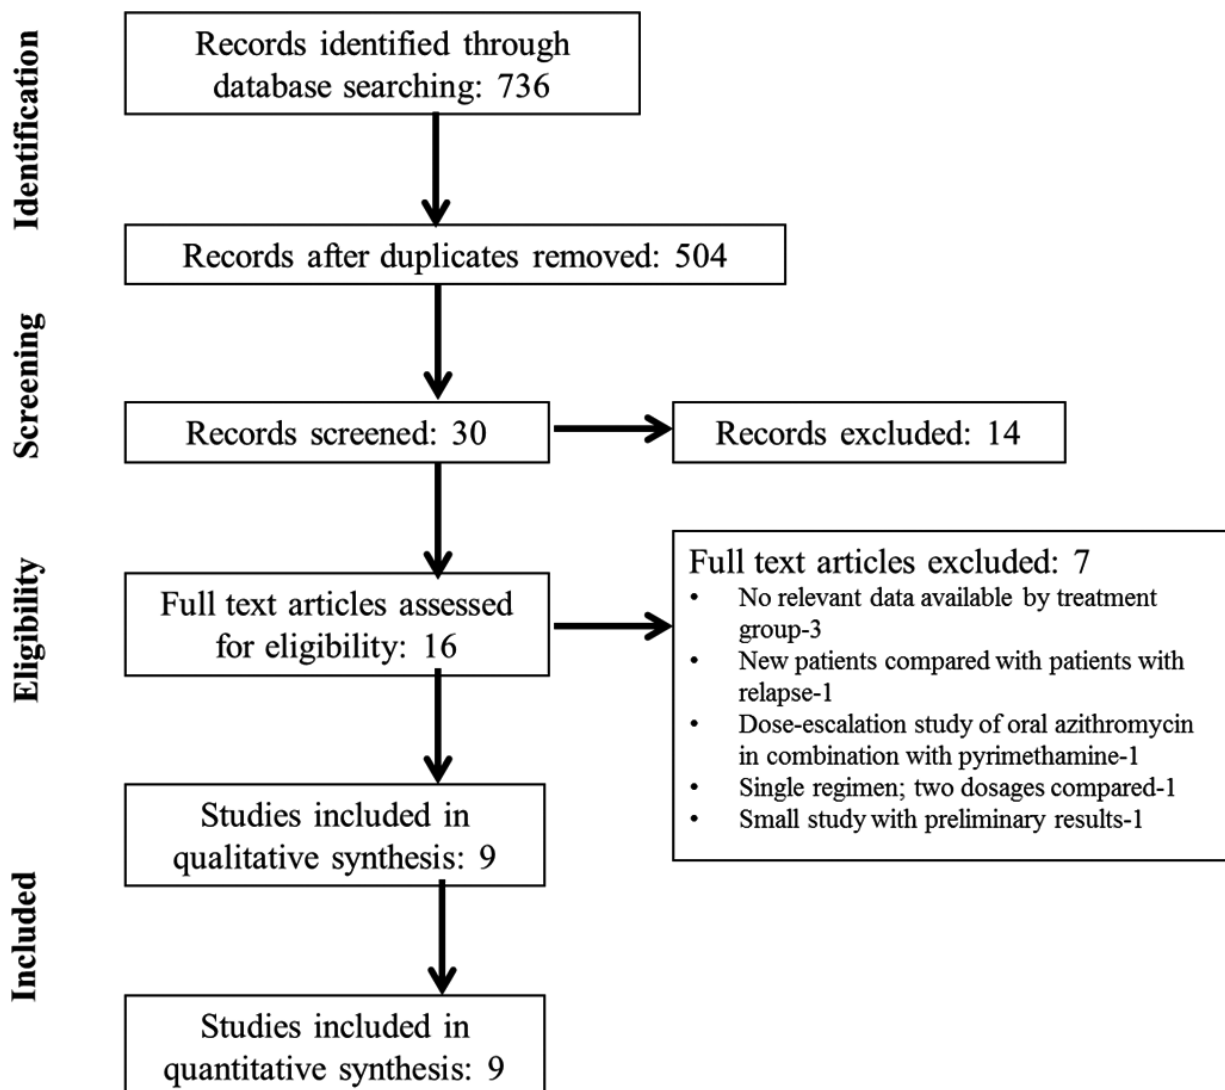 Identification
Records identified through
database searching: 736
Records after duplicates removed: 504
Screening
Records screened: 30
Records excluded: 14
Eligibility
Full text articles assessed
for eligibility: 16
Full text articles excluded: 7
• No relevant data available by treatment
group-3
• New patients compared with patients with
relapse-1
• Dose-escalation study of oral azithromycin
in combination with pyrimethamine-1
• Single regimen; two dosages compared-1
• Small study with preliminary results-1
Included
Studies included in
qualitative synthesis: 9
Studies included in
quantitative synthesis: 9